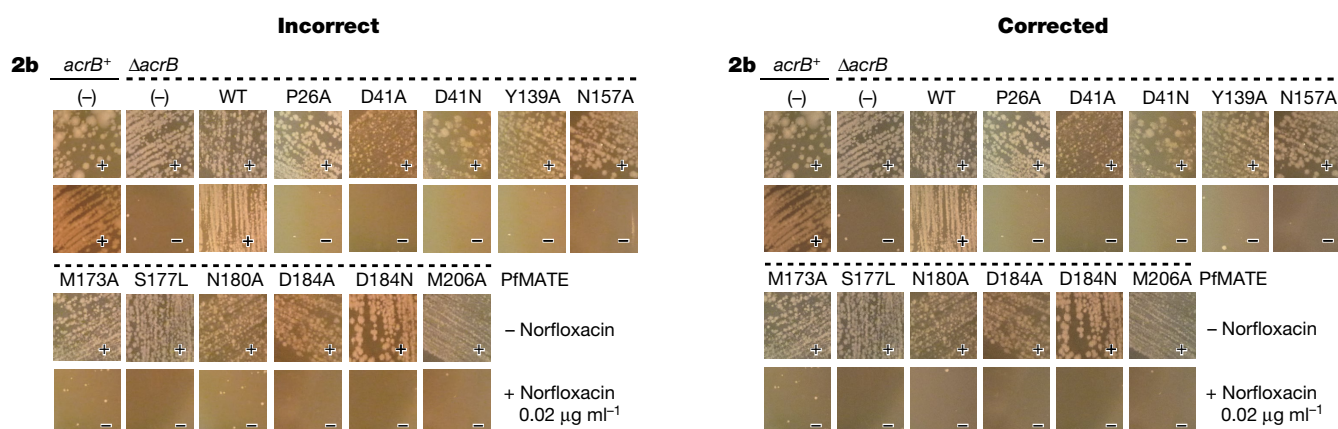 Incorrect
2b acrB⁺ ΔacrB
(–) (–) WT P26A D41A D41N Y139A N157A
+ + + + + + + +
+ – + – – – – –
M173A S177L N180A D184A D184N M206A PfMATE
+ + + + + + – Norfloxacin
– – – – – – + Norfloxacin
0.02 μg ml⁻¹
Corrected
2b acrB⁺ ΔacrB
(–) (–) WT P26A D41A D41N Y139A N157A
+ + + + + + + +
+ – + – – – – –
M173A S177L N180A D184A D184N M206A PfMATE
+ + + + + + – Norfloxacin
– – – – – – + Norfloxacin
0.02 μg ml⁻¹